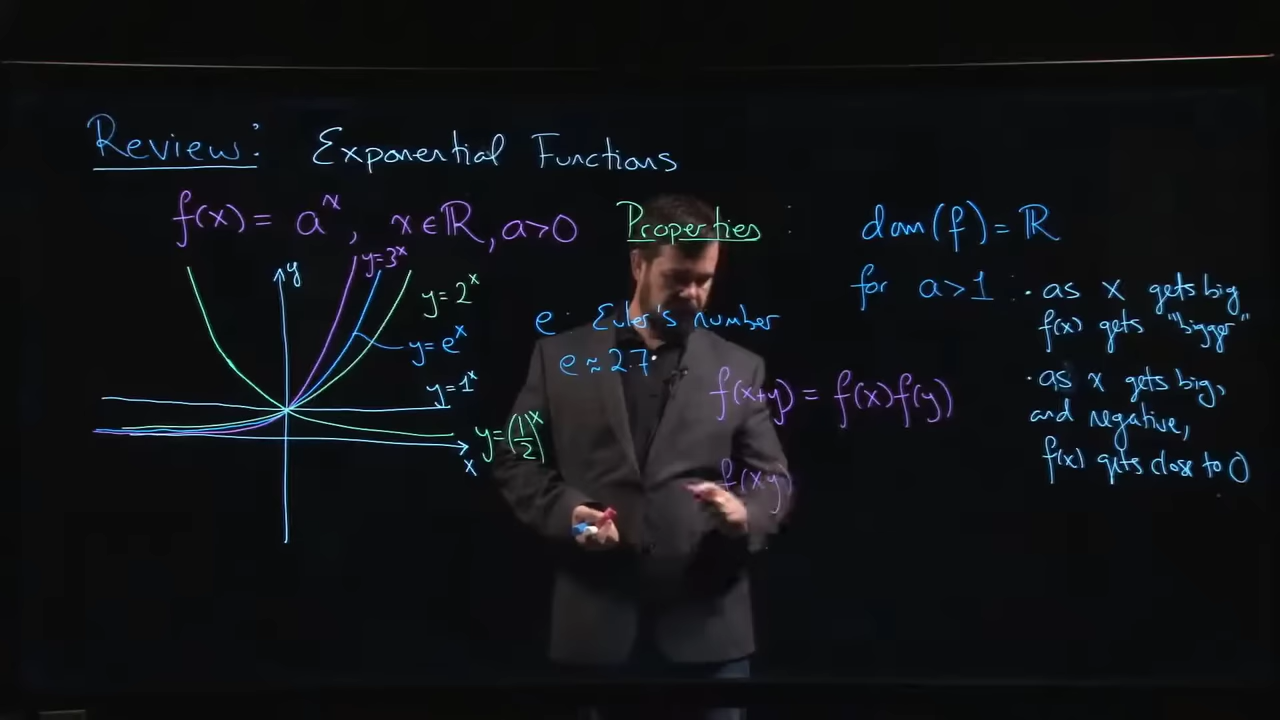 Review: Exponential Functions
f(x) = a^x, x ∈ ℝ, a>0
y
y=3^x
y=2^x
y=e^x
y=1^x
y=(1/2)^x
x
Properties :
e : Euler's number
e ≈ 2.7
f(x+y) = f(x)f(y)
f(xy)
dom(f) = ℝ
for a>1 : · as x gets big
f(x) gets "bigger"
· as x gets big,
and negative,
f(x) gets close to 0